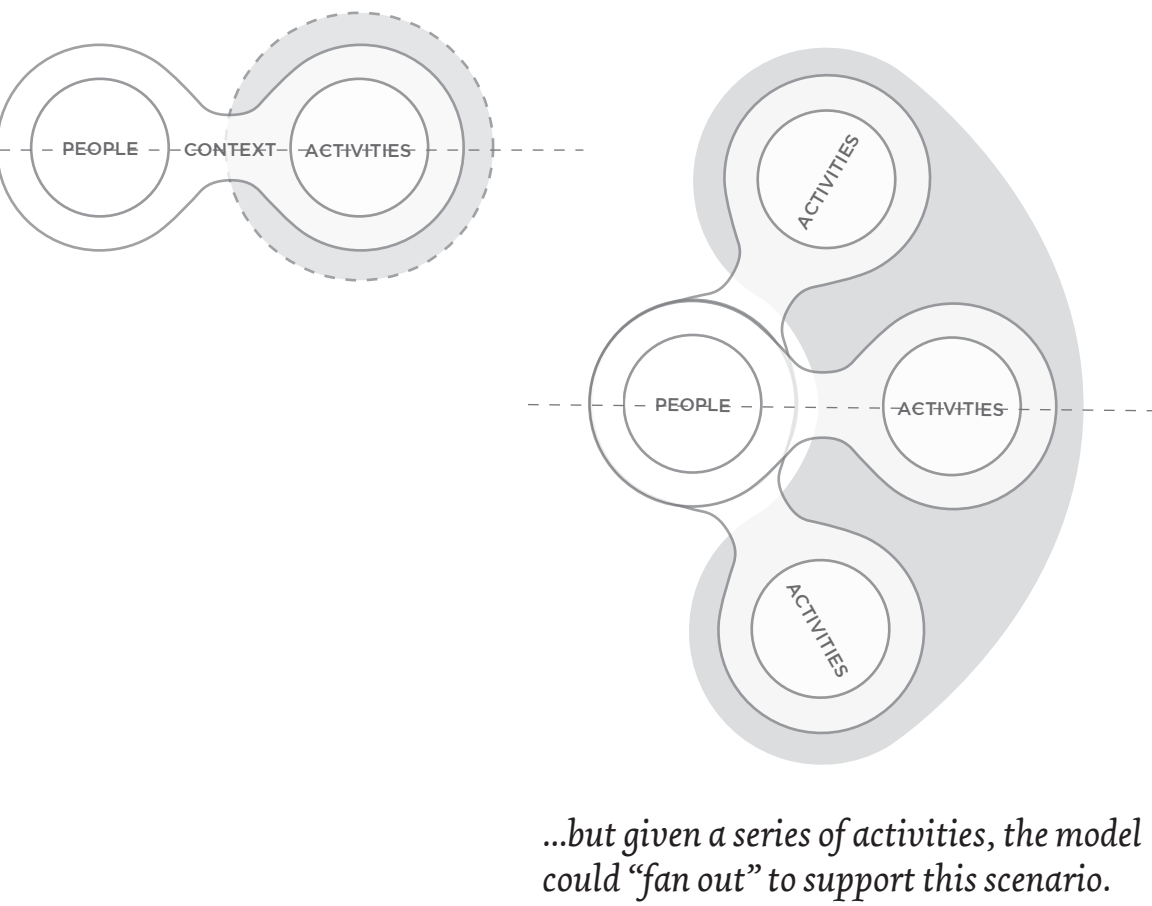 PEOPLE
CONTEXT
ACTIVITIES
ACTIVITIES
PEOPLE
ACTIVITIES
ACTIVITIES
...but given a series of activities, the model
could “fan out” to support this scenario.